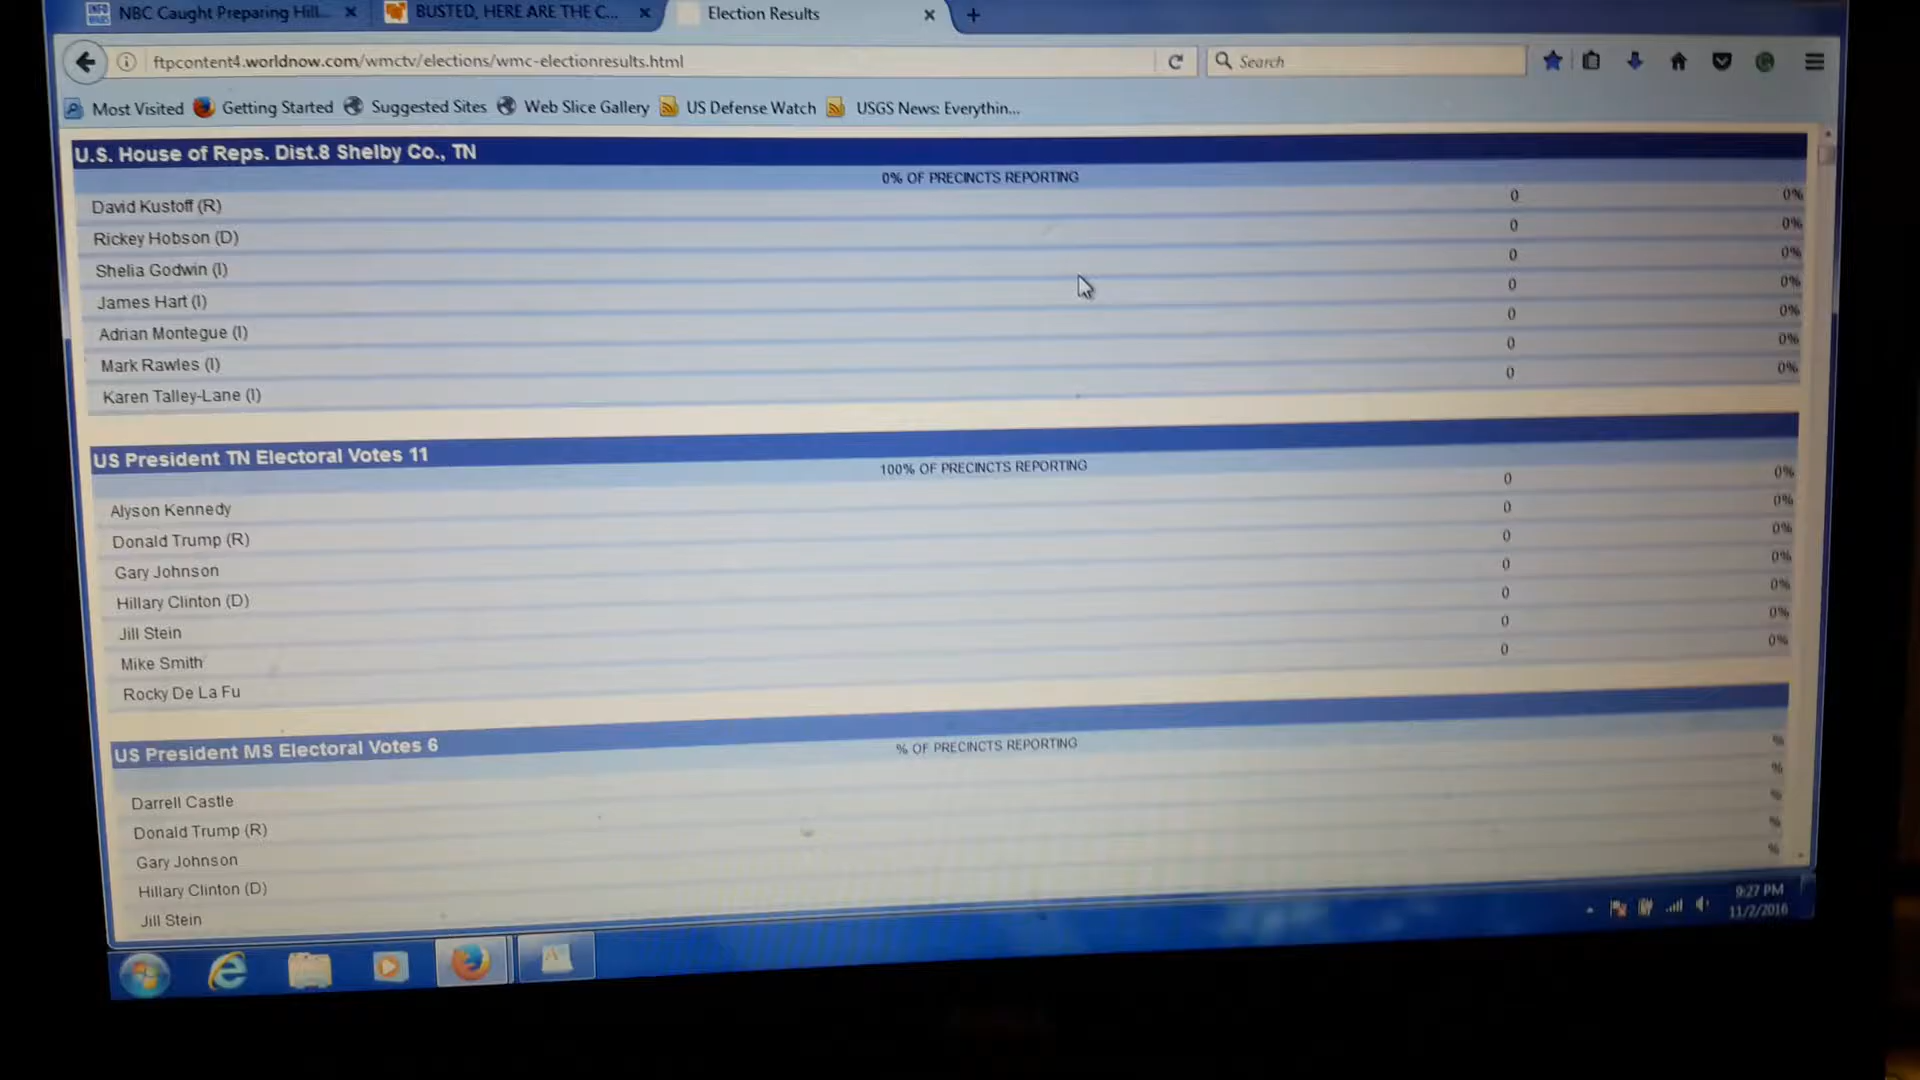 NBC Caught Preparing Hill...
BUSTED, HERE ARE THE C...
Election Results
ftpcontent4.worldnow.com/wmctv/elections/wmc-electionresults.html
Search
Most Visited Getting Started Suggested Sites Web Slice Gallery US Defense Watch USGS News: Everythin...
U.S. House of Reps. Dist.8 Shelby Co., TN
0% OF PRECINCTS REPORTING
David Kustoff (R) 0 0%
Rickey Hobson (D) 0 0%
Shelia Godwin (I) 0 0%
James Hart (I) 0 0%
Adrian Montegue (I) 0 0%
Mark Rawles (I) 0 0%
Karen Talley-Lane (I) 0 0%
US President TN Electoral Votes 11
100% OF PRECINCTS REPORTING
Alyson Kennedy 0 0%
Donald Trump (R) 0 0%
Gary Johnson 0 0%
Hillary Clinton (D) 0 0%
Jill Stein 0 0%
Mike Smith 0 0%
Rocky De La Fu 0 0%
US President MS Electoral Votes 6
% OF PRECINCTS REPORTING
Darrell Castle %
Donald Trump (R) %
Gary Johnson %
Hillary Clinton (D) %
Jill Stein %
9:27 PM
11/2/2016